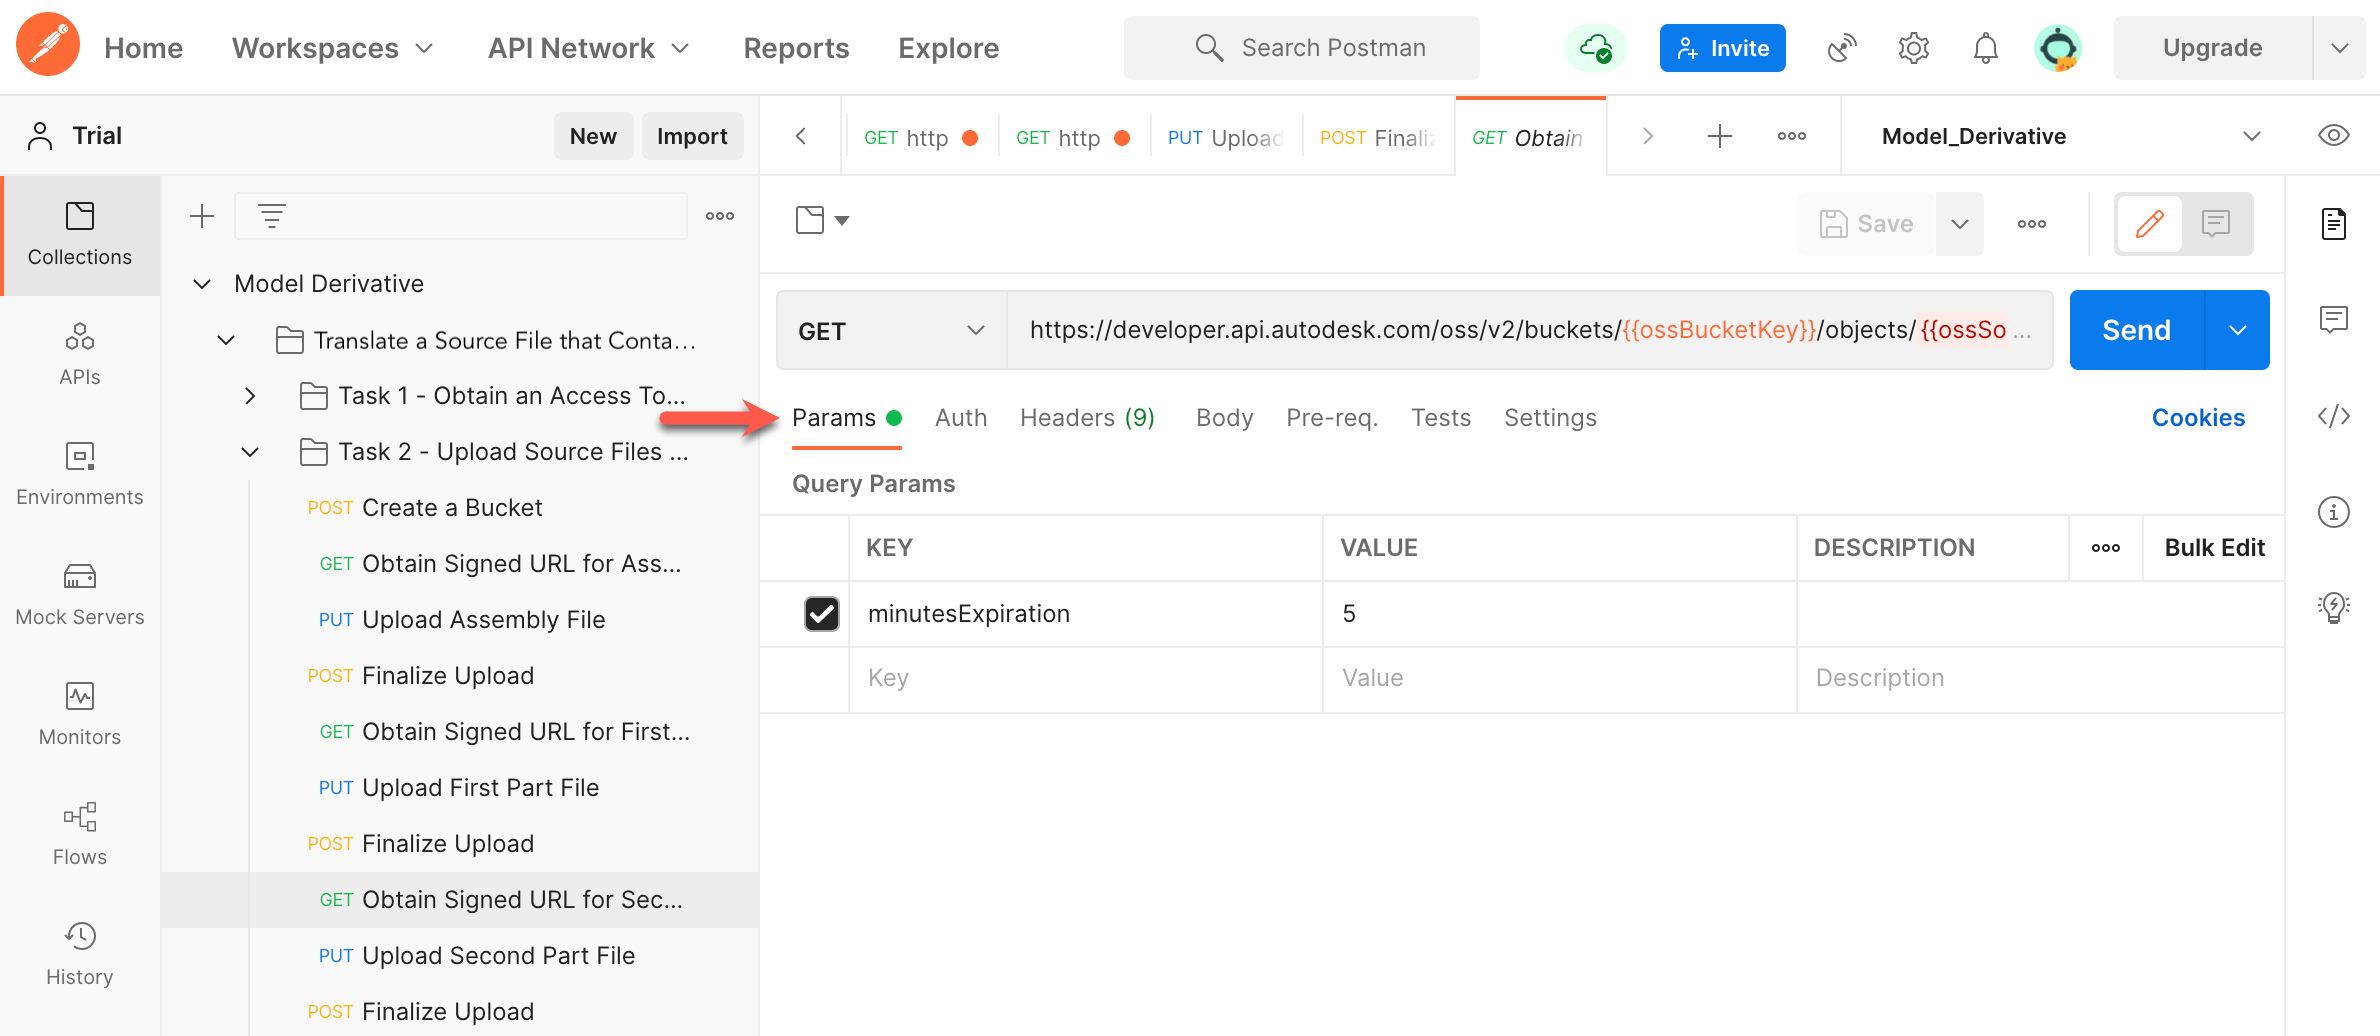 Home Workspaces API Network Reports Explore Search Postman Invite Upgrade
Trial New Import
GET http GET http PUT Upload POST Finaliz GET Obtain Model_Derivative
Collections
APIs
Environments
Mock Servers
Monitors
Flows
History
Model Derivative
Translate a Source File that Conta...
Task 1 - Obtain an Access To...
Task 2 - Upload Source Files ...
POST Create a Bucket
GET Obtain Signed URL for Ass...
PUT Upload Assembly File
POST Finalize Upload
GET Obtain Signed URL for First...
PUT Upload First Part File
POST Finalize Upload
GET Obtain Signed URL for Sec...
PUT Upload Second Part File
POST Finalize Upload
Save
GET https://developer.api.autodesk.com/oss/v2/buckets/{{ossBucketKey}}/objects/{{ossSo ... Send
Params Auth Headers (9) Body Pre-req. Tests Settings Cookies
Query Params
KEY VALUE DESCRIPTION Bulk Edit
minutesExpiration 5
Key Value Description